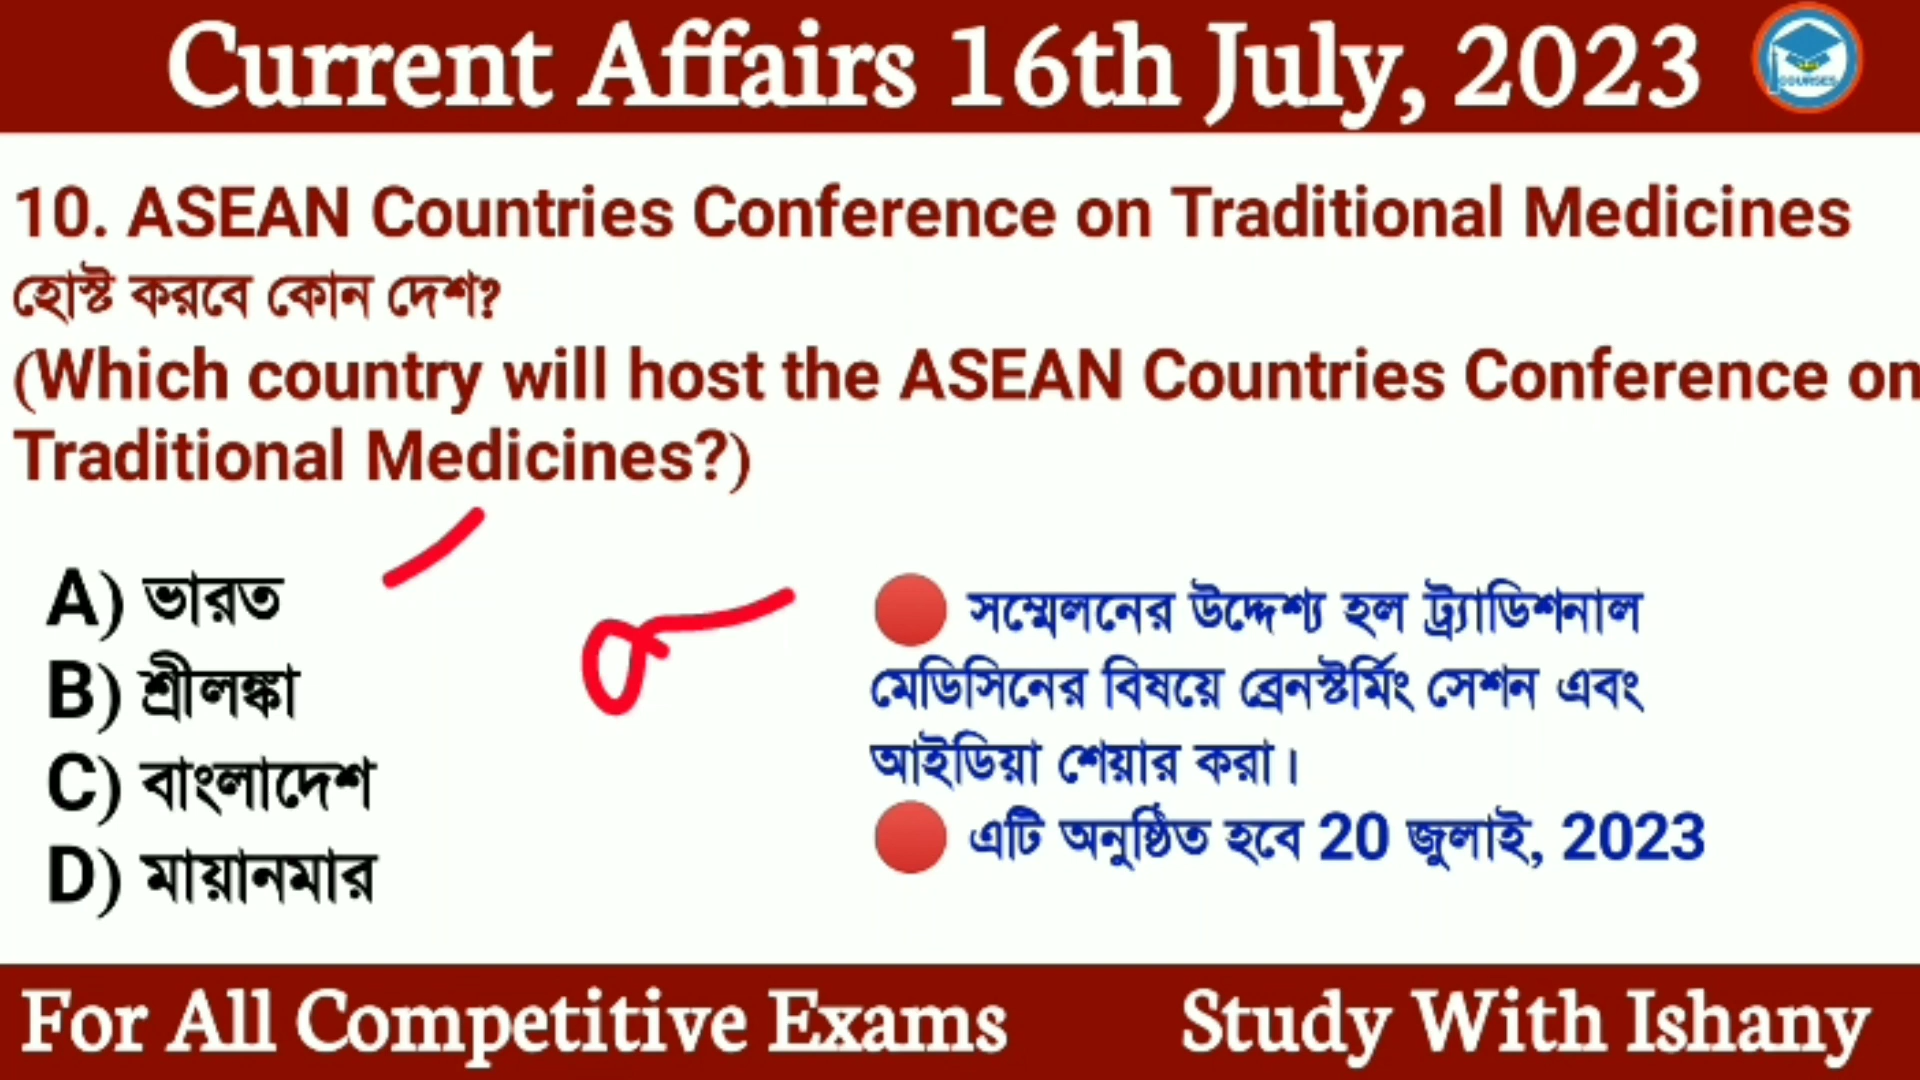 Current Affairs 16th July, 2023
COURSES
10. ASEAN Countries Conference on Traditional Medicines
হোস্ট করবে কোন দেশ?
(Which country will host the ASEAN Countries Conference on
Traditional Medicines?)
A) ভারত
B) শ্রীলঙ্কা
C) বাংলাদেশ
D) মায়ানমার
সম্মেলনের উদ্দেশ্য হল ট্র্যাডিশনাল
মেডিসিনের বিষয়ে ব্রেনস্টর্মিং সেশন এবং
আইডিয়া শেয়ার করা।
এটি অনুষ্ঠিত হবে 20 জুলাই, 2023
For All Competitive Exams
Study With Ishany